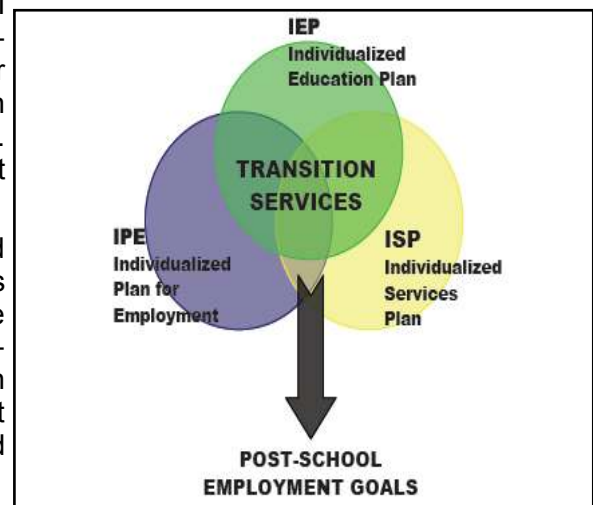 IEP
Individualized
Education Plan
TRANSITION
SERVICES
IPE
Individualized
Plan for
Employment
ISP
Individualized
Services
Plan
POST-SCHOOL
EMPLOYMENT GOALS